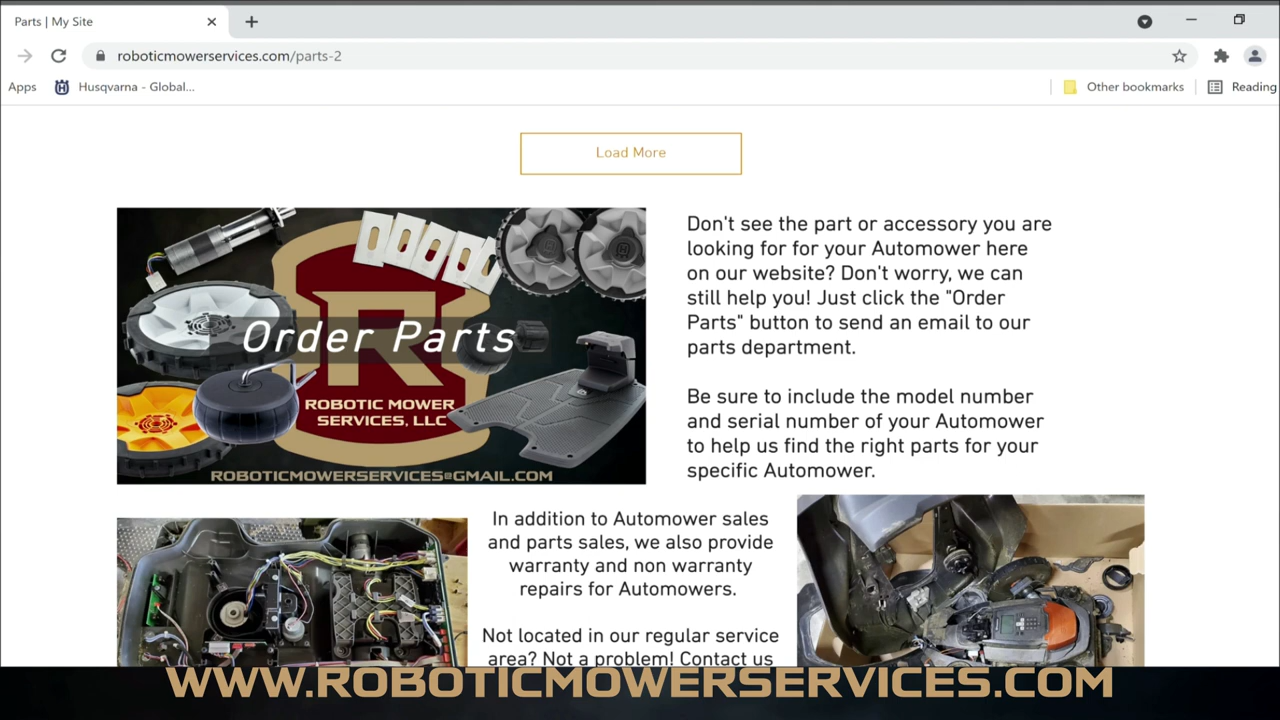 Parts | My Site
roboticmowerservices.com/parts-2
Apps
Husqvarna - Global...
Other bookmarks
Reading
Load More
Order Parts
R
ROBOTIC MOWER
SERVICES, LLC
ROBOTICMOWERSERVICES@GMAIL.COM
Don't see the part or accessory you are
looking for for your Automower here
on our website? Don't worry, we can
still help you! Just click the "Order
Parts" button to send an email to our
parts department.
Be sure to include the model number
and serial number of your Automower
to help us find the right parts for your
specific Automower.
In addition to Automower sales
and parts sales, we also provide
warranty and non warranty
repairs for Automowers.
Not located in our regular service
area? Not a problem! Contact us
WWW.ROBOTICMOWERSERVICES.COM